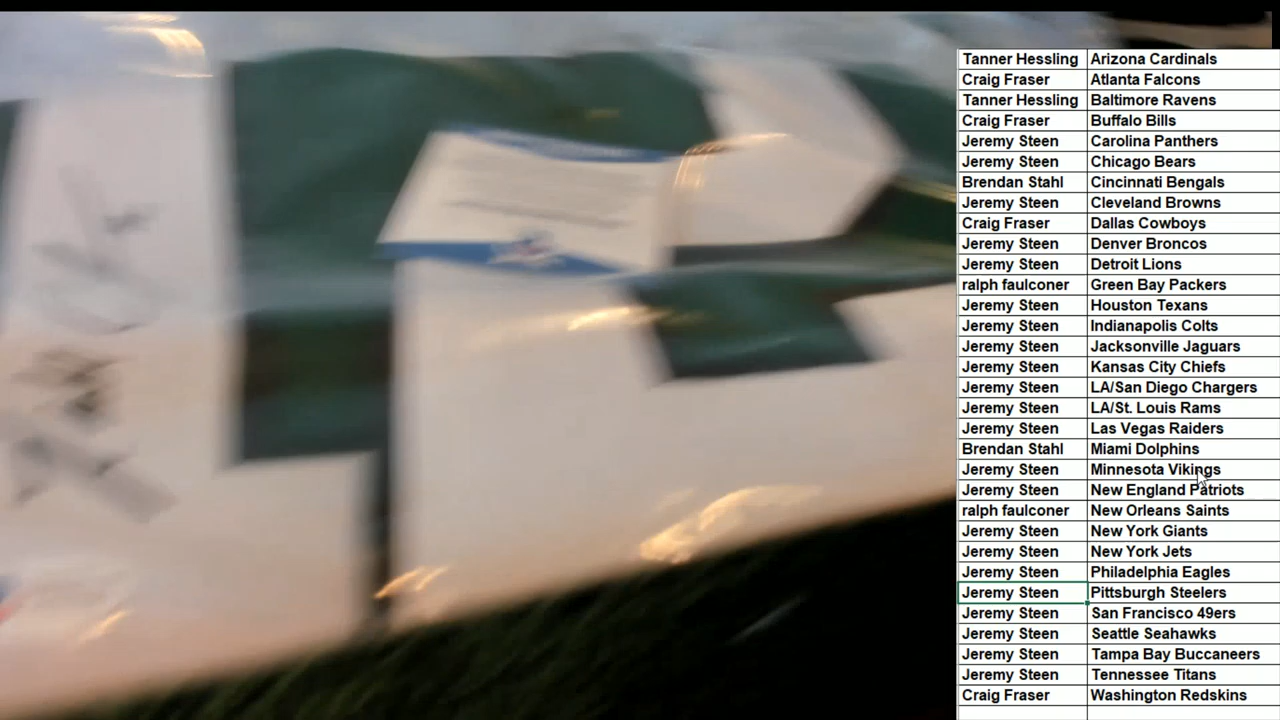 Tanner Hessling Arizona Cardinals
Craig Fraser Atlanta Falcons
Tanner Hessling Baltimore Ravens
Craig Fraser Buffalo Bills
Jeremy Steen Carolina Panthers
Jeremy Steen Chicago Bears
Brendan Stahl Cincinnati Bengals
Jeremy Steen Cleveland Browns
Craig Fraser Dallas Cowboys
Jeremy Steen Denver Broncos
Jeremy Steen Detroit Lions
ralph faulconer Green Bay Packers
Jeremy Steen Houston Texans
Jeremy Steen Indianapolis Colts
Jeremy Steen Jacksonville Jaguars
Jeremy Steen Kansas City Chiefs
Jeremy Steen LA/San Diego Chargers
Jeremy Steen LA/St. Louis Rams
Jeremy Steen Las Vegas Raiders
Brendan Stahl Miami Dolphins
Jeremy Steen Minnesota Vikings
Jeremy Steen New England Patriots
ralph faulconer New Orleans Saints
Jeremy Steen New York Giants
Jeremy Steen New York Jets
Jeremy Steen Philadelphia Eagles
Jeremy Steen Pittsburgh Steelers
Jeremy Steen San Francisco 49ers
Jeremy Steen Seattle Seahawks
Jeremy Steen Tampa Bay Buccaneers
Jeremy Steen Tennessee Titans
Craig Fraser Washington Redskins